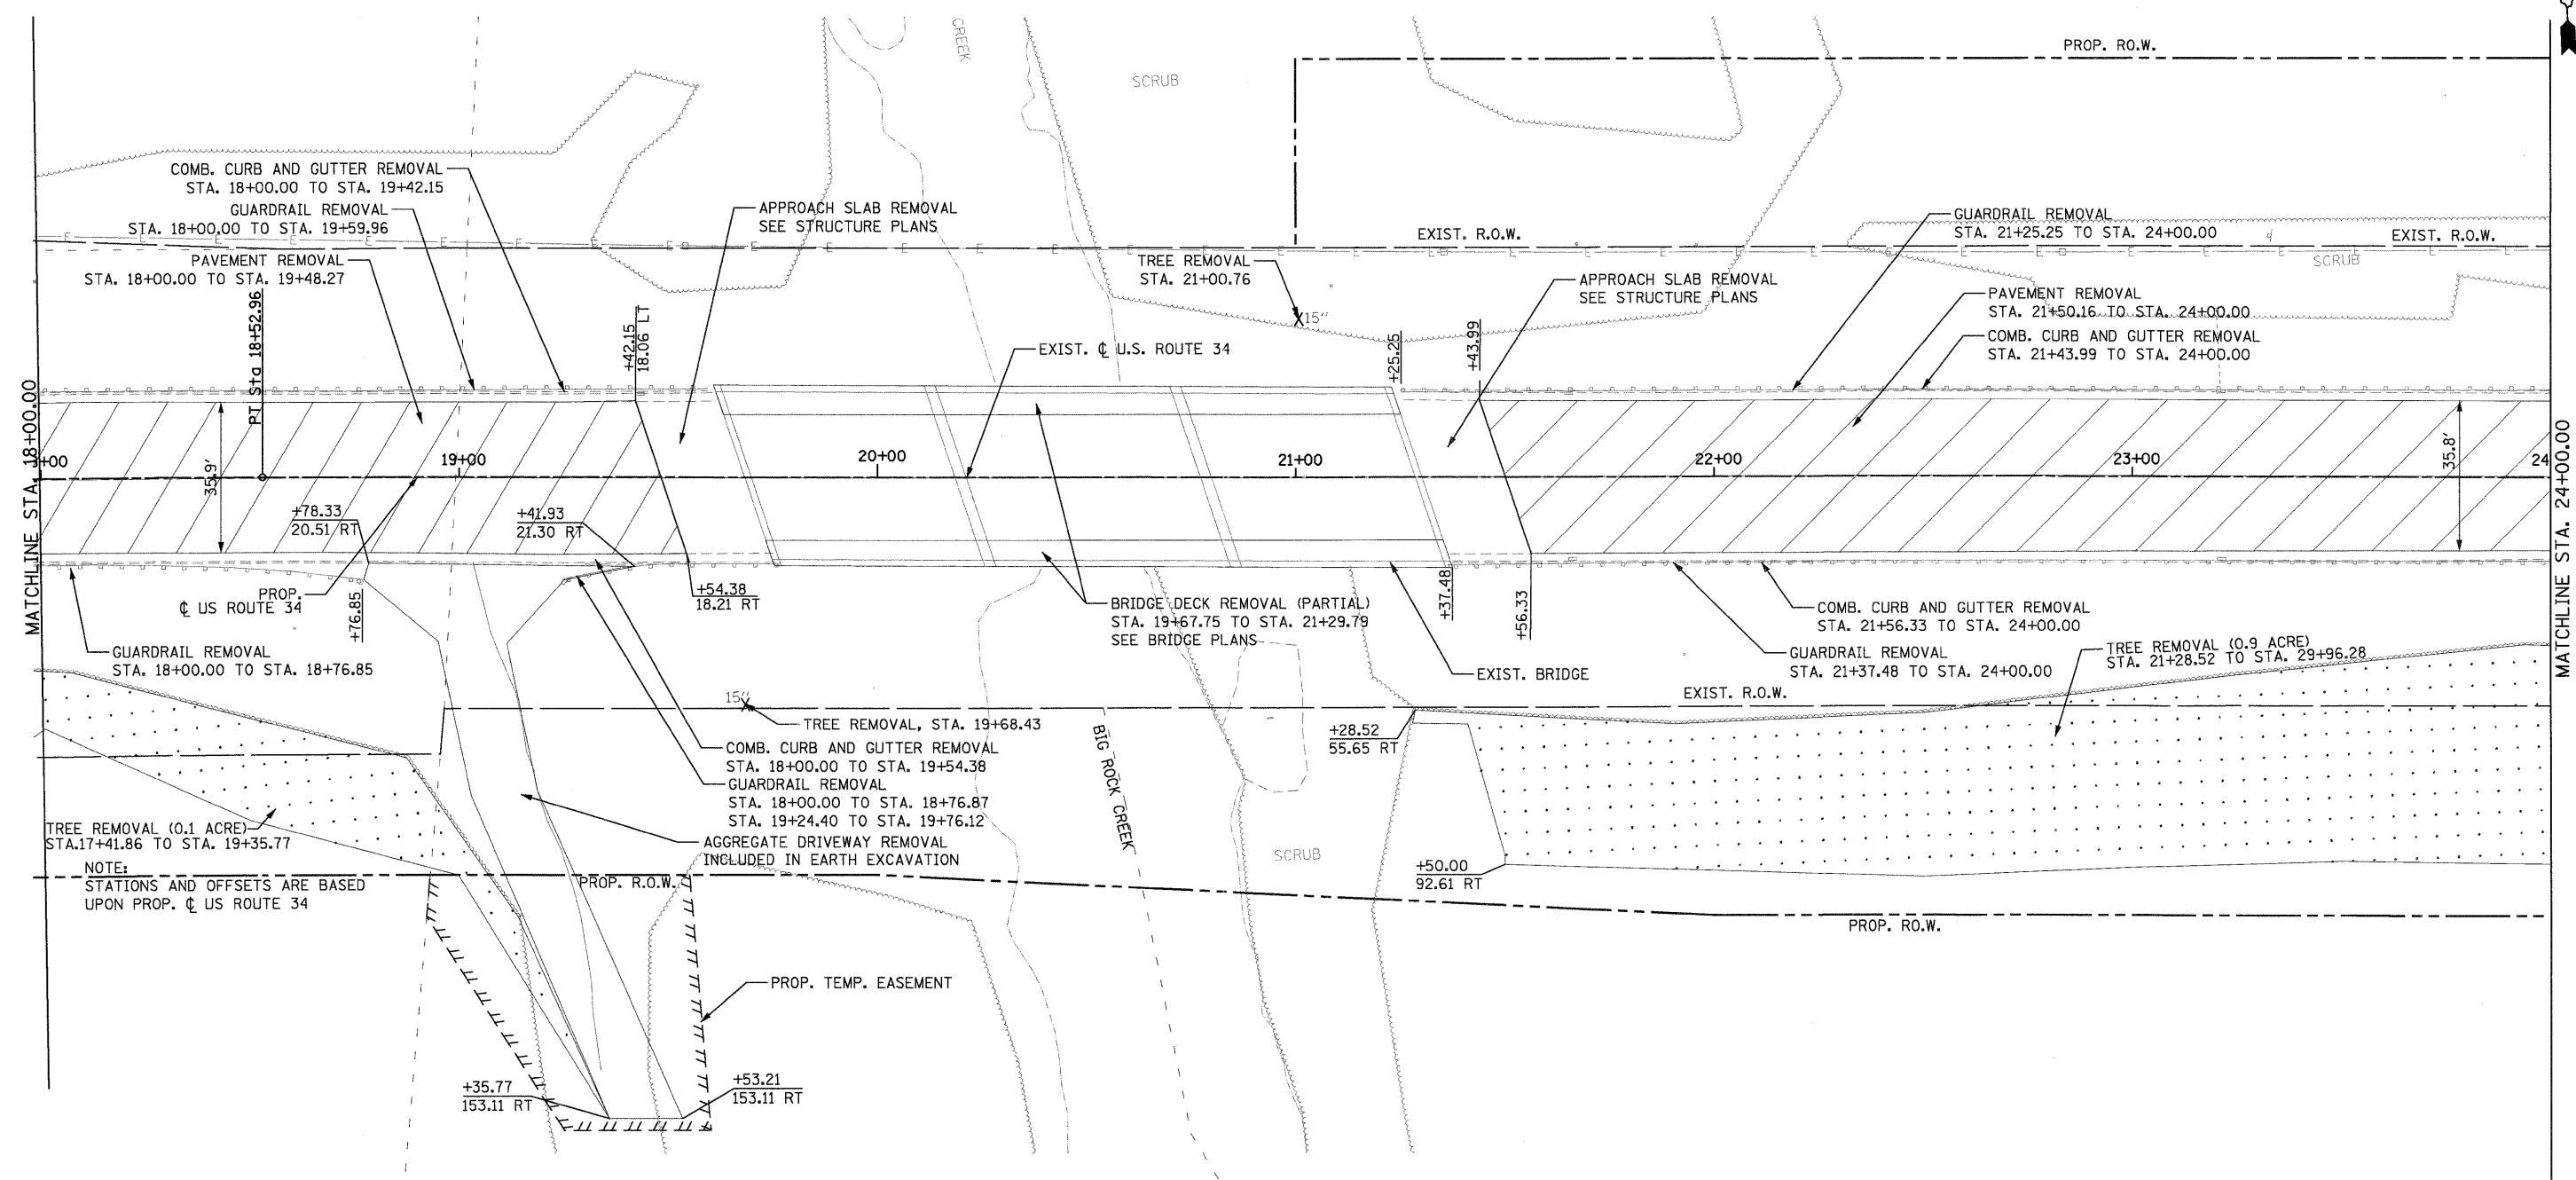 PROP. RO.W.
CREEK
SCRUB
COMB. CURB AND GUTTER REMOVAL
STA. 18+00.00 TO STA. 19+42.15
GUARDRAIL REMOVAL
STA. 18+00.00 TO STA. 19+59.96
PAVEMENT REMOVAL
STA. 18+00.00 TO STA. 19+48.27
APPROACH SLAB REMOVAL
SEE STRUCTURE PLANS
EXIST. R.O.W.
GUARDRAIL REMOVAL
STA. 21+25.25 TO STA. 24+00.00
EXIST. R.O.W.
SCRUB
TREE REMOVAL
STA. 21+00.76
15"
APPROACH SLAB REMOVAL
SEE STRUCTURE PLANS
PAVEMENT REMOVAL
STA. 21+50.16 TO STA. 24+00.00
COMB. CURB AND GUTTER REMOVAL
STA. 21+43.99 TO STA. 24+00.00
PT Sta 18+52.96
+42.15
18.06 LT
EXIST. ℄ U.S. ROUTE 34
+25.25
+43.99
MATCHLINE STA. 18+00.00
+00
35.9'
19+00
20+00
21+00
22+00
23+00
35.8'
24
MATCHLINE STA. 24+00.00
+78.33
20.51 RT
+41.93
21.30 RT
PROP.
℄ US ROUTE 34
+76.85
+54.38
18.21 RT
BRIDGE DECK REMOVAL (PARTIAL)
STA. 19+67.75 TO STA. 21+29.79
SEE BRIDGE PLANS
+37.48
+56.33
COMB. CURB AND GUTTER REMOVAL
STA. 21+56.33 TO STA. 24+00.00
GUARDRAIL REMOVAL
STA. 21+37.48 TO STA. 24+00.00
TREE REMOVAL (0.9 ACRE)
STA. 21+28.52 TO STA. 29+96.28
GUARDRAIL REMOVAL
STA. 18+00.00 TO STA. 18+76.85
EXIST. BRIDGE
EXIST. R.O.W.
15"
TREE REMOVAL, STA. 19+68.43
COMB. CURB AND GUTTER REMOVAL
STA. 18+00.00 TO STA. 19+54.38
GUARDRAIL REMOVAL
STA. 18+00.00 TO STA. 18+76.87
STA. 19+24.40 TO STA. 19+76.12
AGGREGATE DRIVEWAY REMOVAL
INCLUDED IN EARTH EXCAVATION
BIG ROCK CREEK
+28.52
55.65 RT
TREE REMOVAL (0.1 ACRE)
STA.17+41.86 TO STA. 19+35.77
NOTE:
STATIONS AND OFFSETS ARE BASED
UPON PROP. ℄ US ROUTE 34
PROP. R.O.W.
SCRUB
+50.00
92.61 RT
PROP. RO.W.
PROP. TEMP. EASEMENT
+35.77
153.11 RT
+53.21
153.11 RT